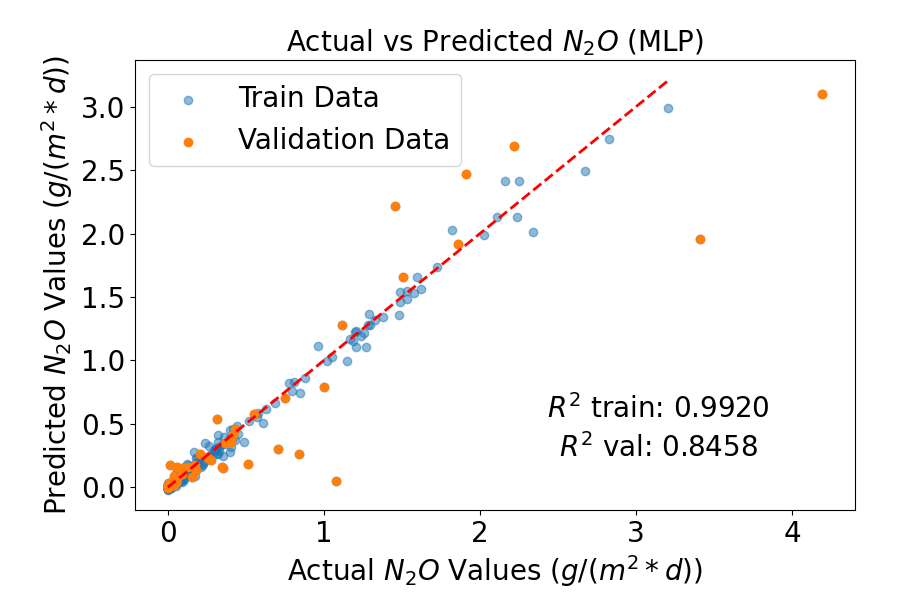 Actual vs Predicted N₂O (MLP)
Train Data
Validation Data
Predicted N₂O Values (g/(m² * d))
3.0
2.5
2.0
1.5
1.0
0.5
0.0
R² train: 0.9920
R² val: 0.8458
0 1 2 3 4
Actual N₂O Values (g/(m² * d))